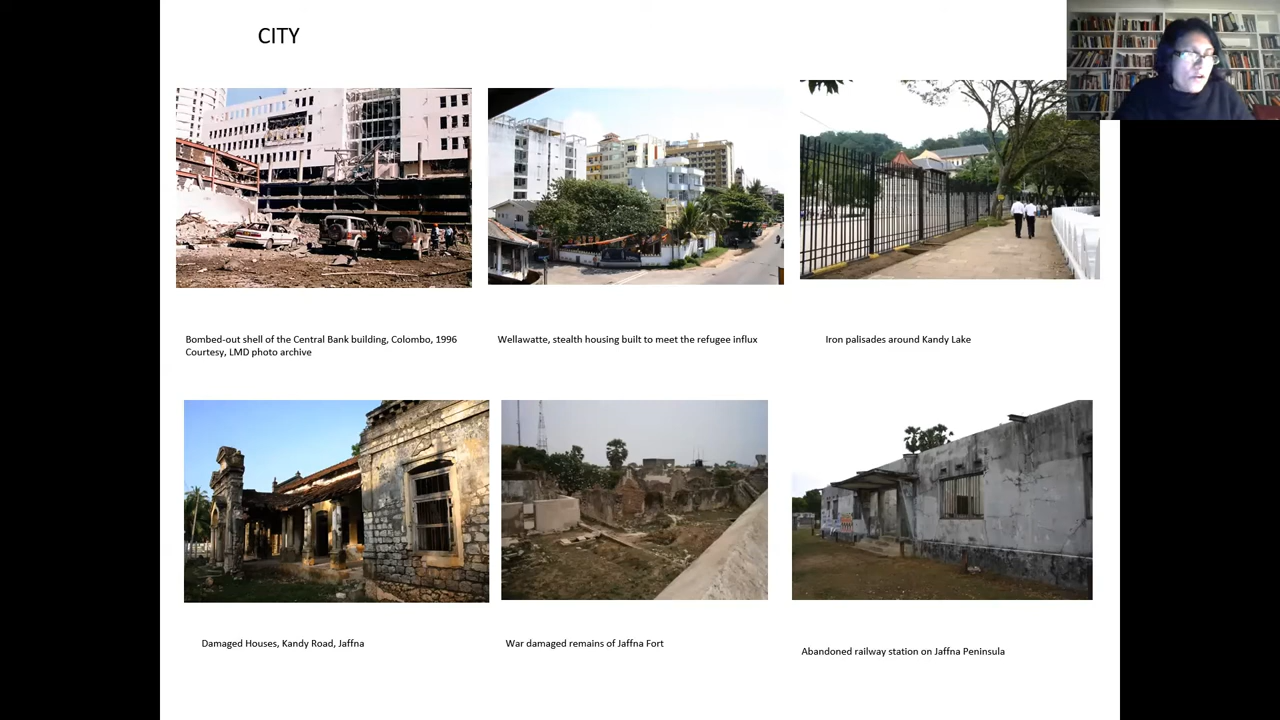 CITY
Bombed-out shell of the Central Bank building, Colombo, 1996
Courtesy, LMD photo archive
Wellawatte, stealth housing built to meet the refugee influx
Iron palisades around Kandy Lake
Damaged Houses, Kandy Road, Jaffna
War damaged remains of Jaffna Fort
Abandoned railway station on Jaffna Peninsula